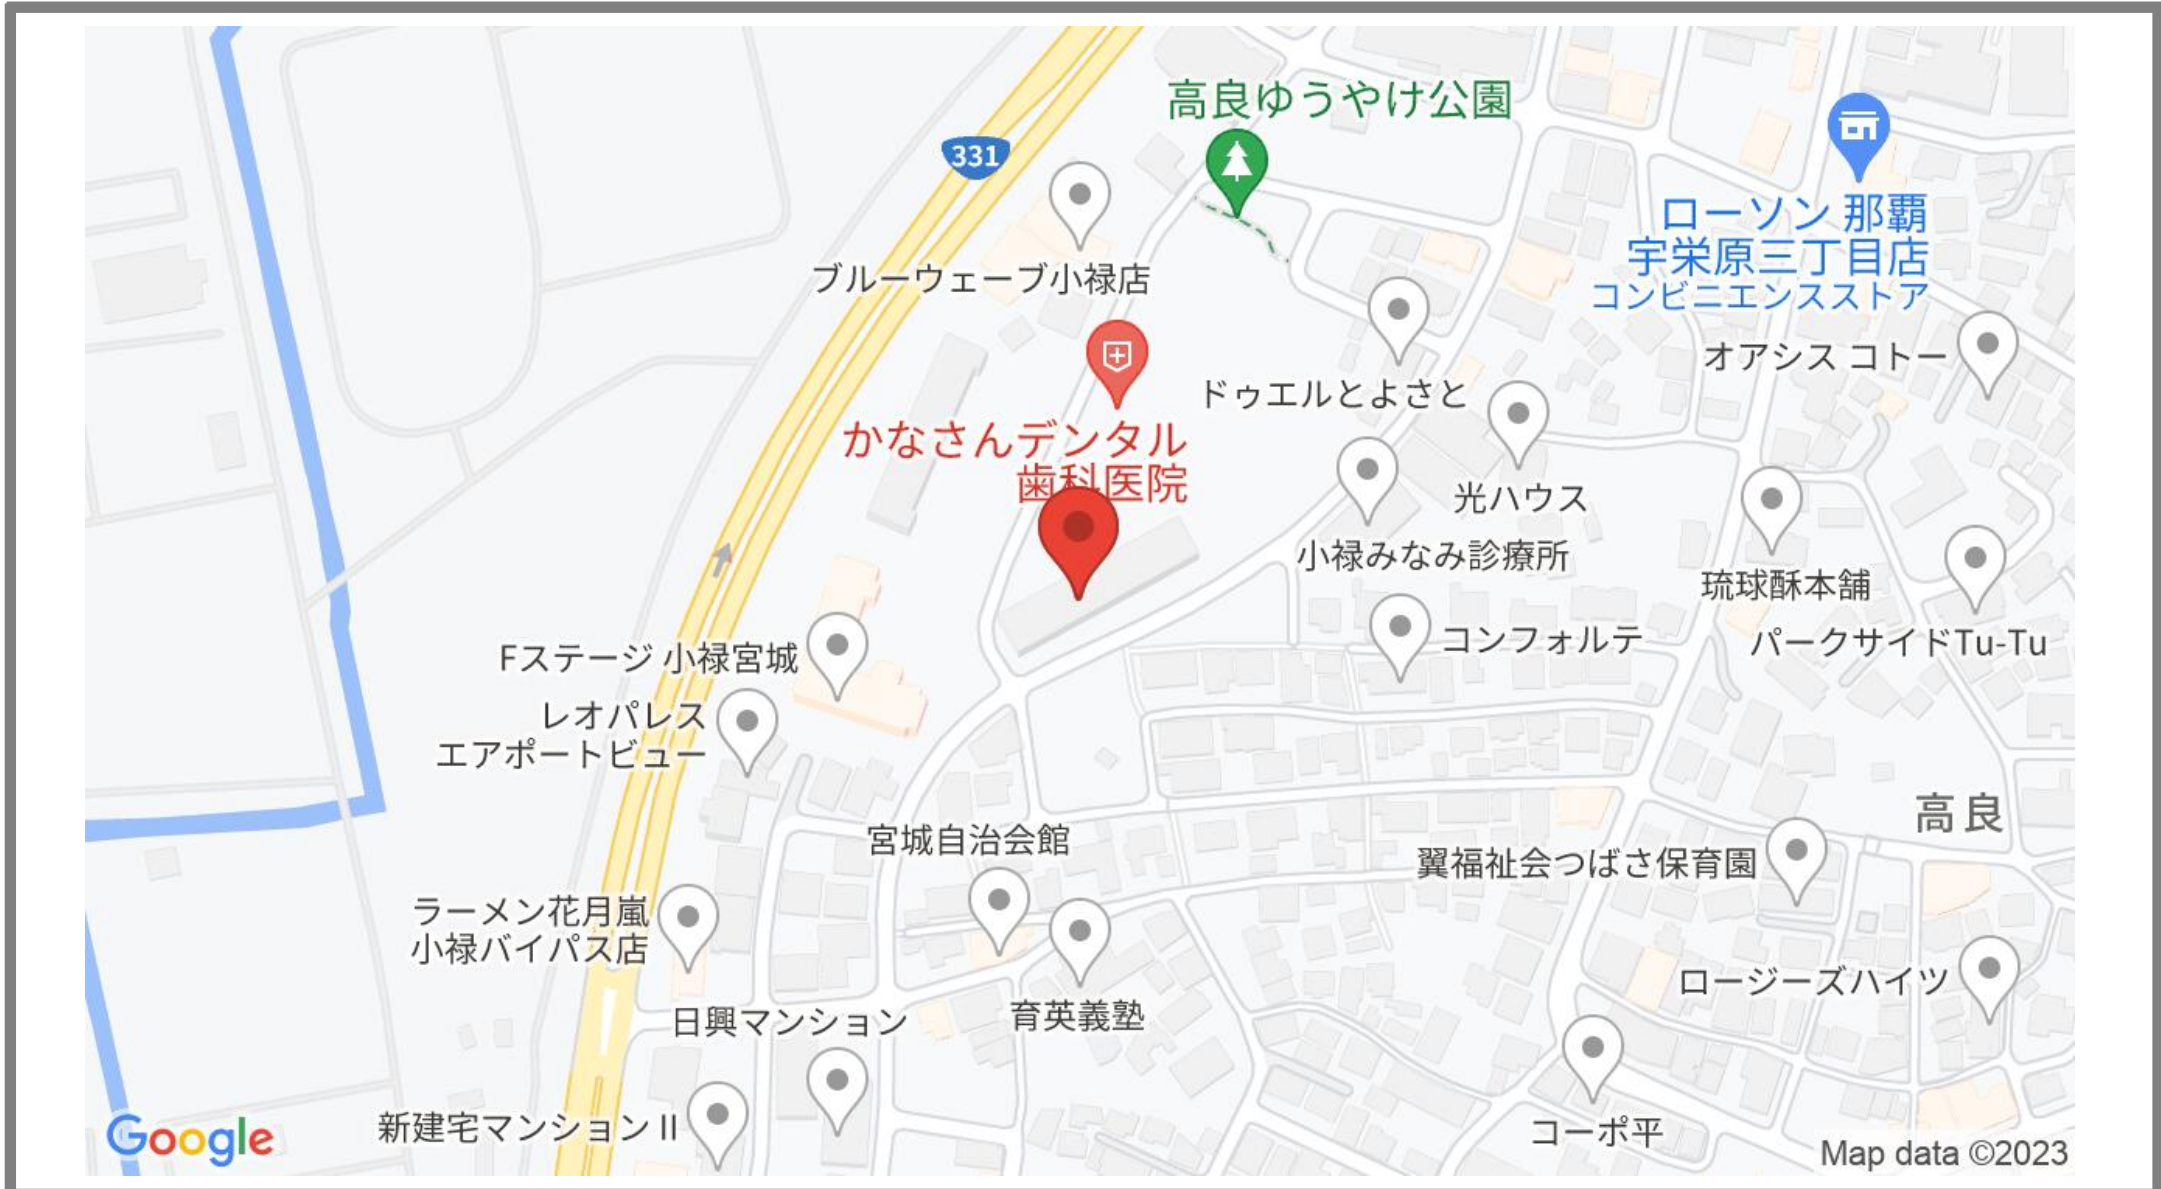 高良ゆうやけ公園
331
ローソン 那覇
宇栄原三丁目店
コンビニエンスストア
ブルーウェーブ小禄店
オアシス コトー
ドゥエルとよさと
かなさんデンタル
歯科医院
光ハウス
小禄みなみ診療所
琉球酥本舗
コンフォルテ
パークサイドTu-Tu
Fステージ 小禄宮城
レオパレス
エアポートビュー
高良
宮城自治会館
翼福祉会つばさ保育園
ラーメン花月嵐
小禄バイパス店
ロージーズハイツ
日興マンション
育英義塾
新建宅マンションⅡ
コーポ平
Google
Map data ©2023